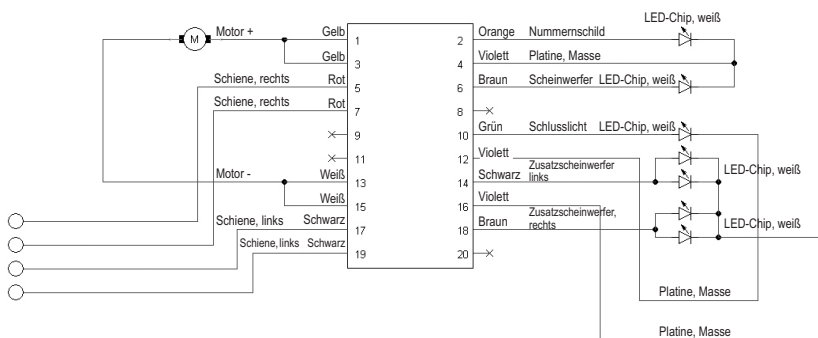 LED-Chip, weiß
Motor + Gelb 1 2 Orange Nummernschild
M
Gelb 3 4 Violett Platine, Masse
Schiene, rechts Rot 5 6 Braun Scheinwerfer LED-Chip, weiß
Schiene, rechts Rot 7 8
9 10 Grün Schlusslicht LED-Chip, weiß
11 12 Violett
Zusatzscheinwerfer
links
LED-Chip, weiß
Motor - Weiß 13 14 Schwarz
Weiß 15 16 Violett
Zusatzscheinwerfer,
rechts
LED-Chip, weiß
Schiene, links Schwarz 17 18 Braun
Schiene,links Schwarz 19 20
Platine, Masse
Platine, Masse